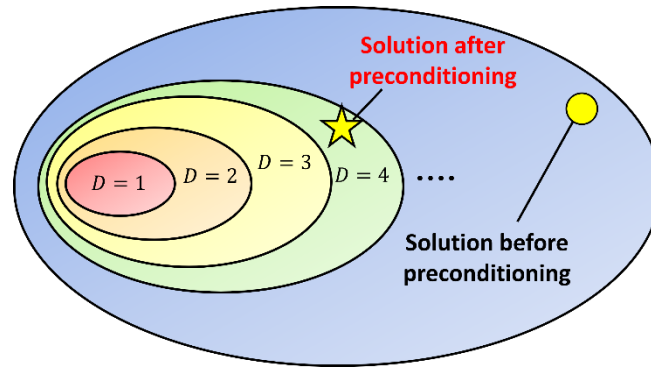 Solution after
preconditioning
D = 1
D = 2
D = 3
D = 4
....
Solution before
preconditioning